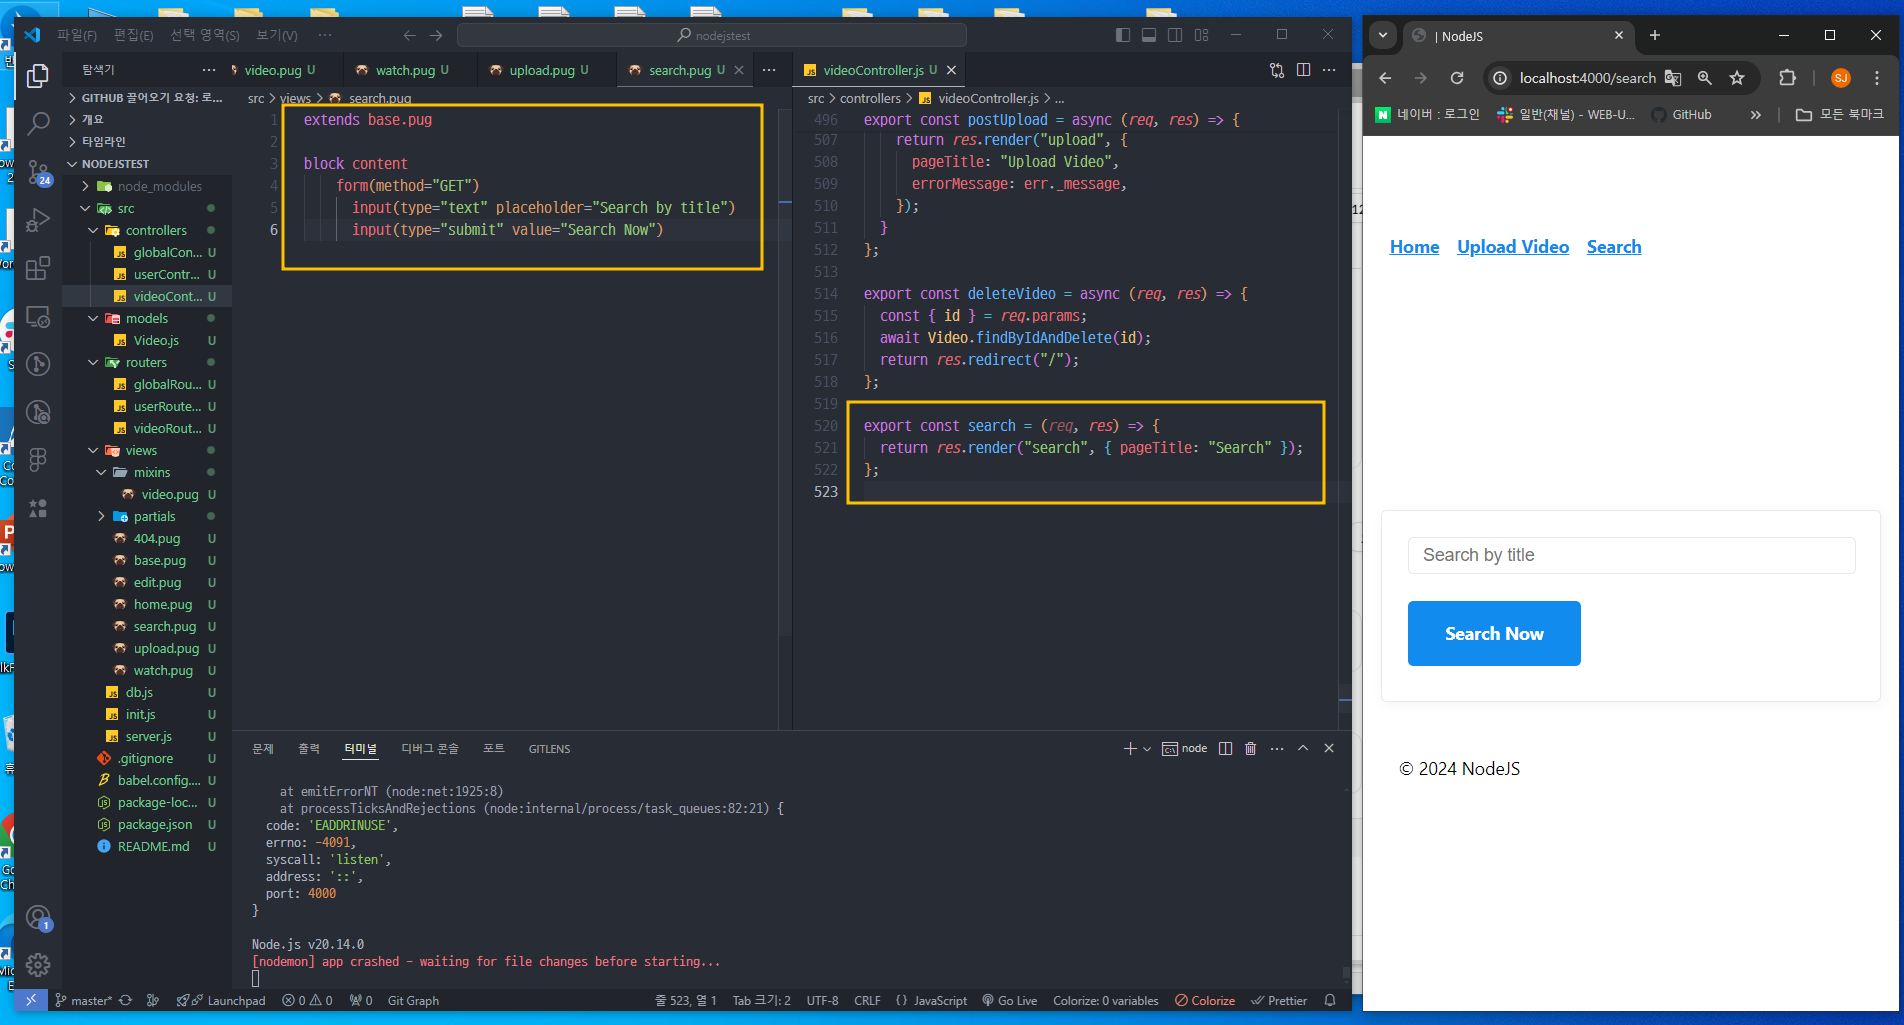 파일(F) 편집(E) 선택 영역(S) 보기(V) ··· nodejstest
탐색기 ···
GITHUB 끌어오기 요청: 로...
개요
타임라인
NODEJSTEST
node_modules
src
controllers
globalCon... U
userContr... U
videoCont... U
models
Video.js U
routers
globalRou... U
userRoute... U
videoRout... U
views
mixins
video.pug U
partials
404.pug U
base.pug U
edit.pug U
home.pug U
search.pug U
upload.pug U
watch.pug U
db.js U
init.js U
server.js U
.gitignore U
babel.config.... U
package-loc... U
package.json U
README.md U
24
1
video.pug U watch.pug U upload.pug U search.pug U ···
src > views > search.pug
1 extends base.pug
2
3 block content
4 form(method="GET")
5 input(type="text" placeholder="Search by title")
6 input(type="submit" value="Search Now")
videoController.js U
src > controllers > videoController.js > ...
496 export const postUpload = async (req, res) => {
507 return res.render("upload", {
508 pageTitle: "Upload Video",
509 errorMessage: err._message,
510 });
511 }
512 };
513
514 export const deleteVideo = async (req, res) => {
515 const { id } = req.params;
516 await Video.findByIdAndDelete(id);
517 return res.redirect("/");
518 };
519
520 export const search = (req, res) => {
521 return res.render("search", { pageTitle: "Search" });
522 };
523
문제 출력 터미널 디버그 콘솔 포트 GITLENS
node
at emitErrorNT (node:net:1925:8)
at processTicksAndRejections (node:internal/process/task_queues:82:21) {
code: 'EADDRINUSE',
errno: -4091,
syscall: 'listen',
address: '::',
port: 4000
}
Node.js v20.14.0
[nodemon] app crashed - waiting for file changes before starting...
master* Launchpad 0 0 0 Git Graph 줄 523, 열 1 Tab 크기: 2 UTF-8 CRLF {} JavaScript Go Live Colorize: 0 variables Colorize Prettier
| NodeJS
localhost:4000/search
SJ
네이버 : 로그인 일반(채널) - WEB-U... GitHub » 모든 북마크
Home Upload Video Search
Search by title
Search Now
© 2024 NodeJS